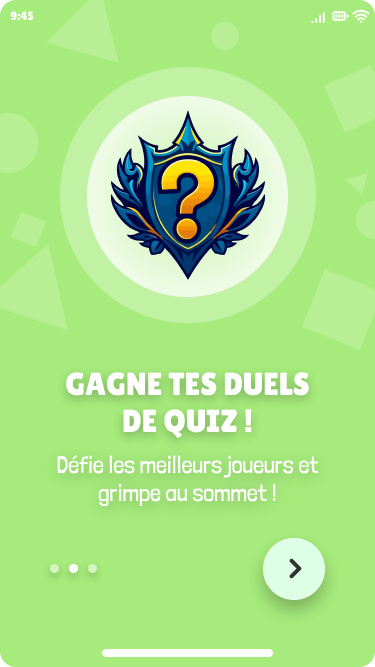 9:45
?
GAGNE TES DUELS
DE QUIZ !
Défie les meilleurs joueurs et
grimpe au sommet !